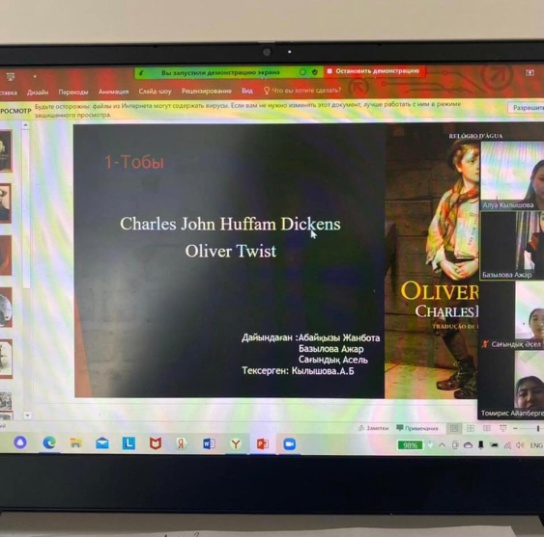 Вы запустили демонстрацию экрана
Остановить демонстрацию
Дизайн
Переходы
Анимация
Слайд-шоу
Рецензирование
Вид
Что вы хотите сделать?
Будьте осторожны: файлы из Интернета могут содержать вирусы. Если вам не нужно изменять этот документ, лучше работать с ним в режиме
защищенного просмотра.
1-Тобы
Charles John Huffam Dickens
Oliver Twist
Дайындаған :Абайқызы Жанбота
Базылова Ажар
Сағындық Асель
Тексерген: Кылышова.А.Б
RELÓGIO D'ÁGUA
OLIVER
CHARLES
TRADUÇÃO DE
Алуа Кылышова
Базылова Ажар
Сағындық Әсел
Томирис
Заметки
Примечания
98%
ENG